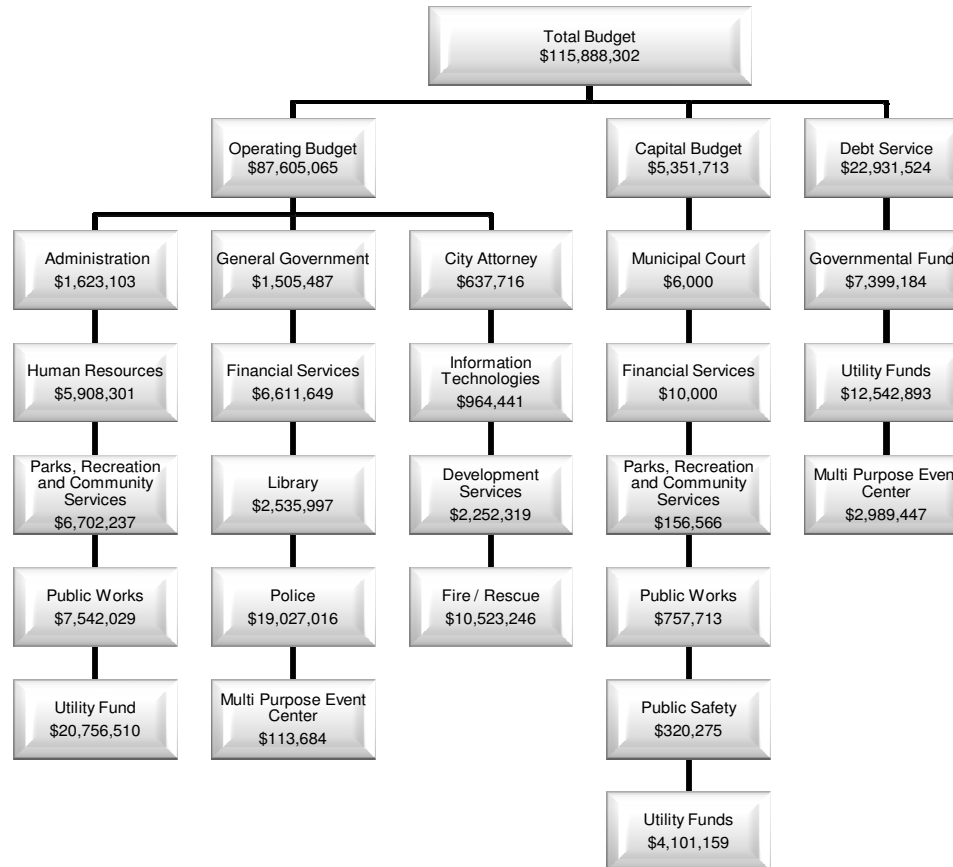 Total Budget
$115,888,302
Operating Budget
$87,605,065
Capital Budget
$5,351,713
Debt Service
$22,931,524
Administration
$1,623,103
General Government
$1,505,487
City Attorney
$637,716
Municipal Court
$6,000
Governmental Fund
$7,399,184
Human Resources
$5,908,301
Financial Services
$6,611,649
Information
Technologies
$964,441
Financial Services
$10,000
Utility Funds
$12,542,893
Parks, Recreation
and Community
Services
$6,702,237
Library
$2,535,997
Development
Services
$2,252,319
Parks, Recreation
and Community
Services
$156,566
Multi Purpose Even
Center
$2,989,447
Public Works
$7,542,029
Police
$19,027,016
Fire / Rescue
$10,523,246
Public Works
$757,713
Utility Fund
$20,756,510
Multi Purpose Event
Center
$113,684
Public Safety
$320,275
Utility Funds
$4,101,159